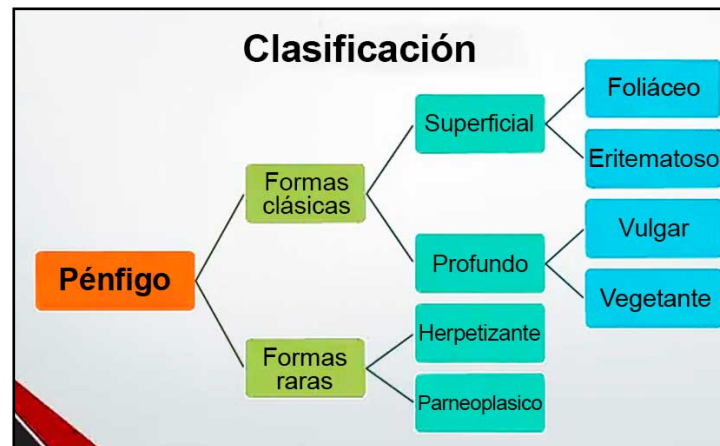 Clasificación
Pénfigo
Formas
clásicas
Superficial
Foliáceo
Eritematoso
Profundo
Vulgar
Vegetante
Formas
raras
Herpetizante
Parneoplasico